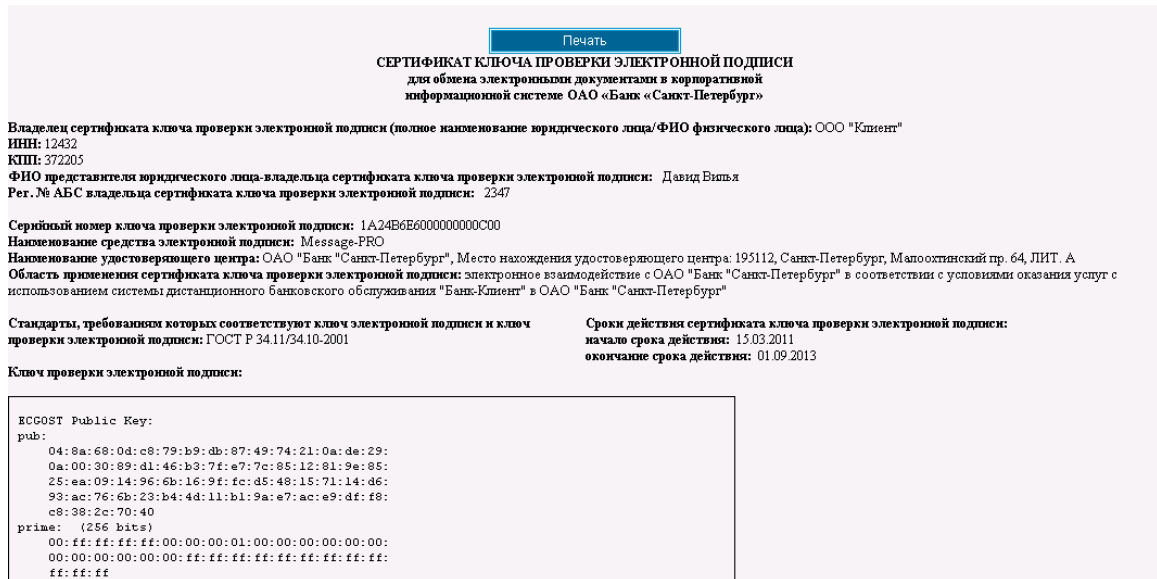 Печать
СЕРТИФИКАТ КЛЮЧА ПРОВЕРКИ ЭЛЕКТРОННОЙ ПОДПИСИ
для обмена электронными документами в корпоративной
информационной системе ОАО «Банк «Санкт-Петербург»
Владелец сертификата ключа проверки электронной подписи (полное наименование юридического лица/ФИО физического лица): ООО "Клиент"
ИНН: 12432
КПП: 372205
ФИО представителя юридического лица-владельца сертификата ключа проверки электронной подписи: Давид Вилья
Рег. № АБС владельца сертификата ключа проверки электронной подписи: 2347
Серийный номер ключа проверки электронной подписи: 1A24B6E6000000000C00
Наименование средства электронной подписи: Message-PRO
Наименование удостоверяющего центра: ОАО "Банк "Санкт-Петербург", Место нахождения удостоверяющего центра: 195112, Санкт-Петербург, Малоохтинский пр. 64, ЛИТ. А
Область применения сертификата ключа проверки электронной подписи: электронное взаимодействие с ОАО "Банк "Санкт-Петербург" в соответствии с условиями оказания услуг с
использованием системы дистанционного банковского обслуживания "Банк-Клиент" в ОАО "Банк "Санкт-Петербург"
Стандарты, требованиям которых соответствуют ключ электронной подписи и ключ
проверки электронной подписи: ГОСТ Р 34.11/34.10-2001
Сроки действия сертификата ключа проверки электронной подписи:
начало срока действия: 15.03.2011
окончание срока действия: 01.09.2013
Ключ проверки электронной подписи:
ECGOST Public Key:
pub:
04:8a:68:0d:c8:79:b9:db:87:49:74:21:0a:de:29:
0a:00:30:89:d1:46:b3:7f:e7:7c:85:12:81:9e:85:
25:ea:09:14:96:6b:16:9f:fc:d5:48:15:71:14:d6:
93:ac:76:6b:23:b4:4d:11:b1:9a:e7:ac:e9:df:f8:
c8:38:2c:70:40
prime: (256 bits)
00:ff:ff:ff:ff:00:00:00:01:00:00:00:00:00:00:
00:00:00:00:00:00:ff:ff:ff:ff:ff:ff:ff:ff:ff:
ff:ff:ff